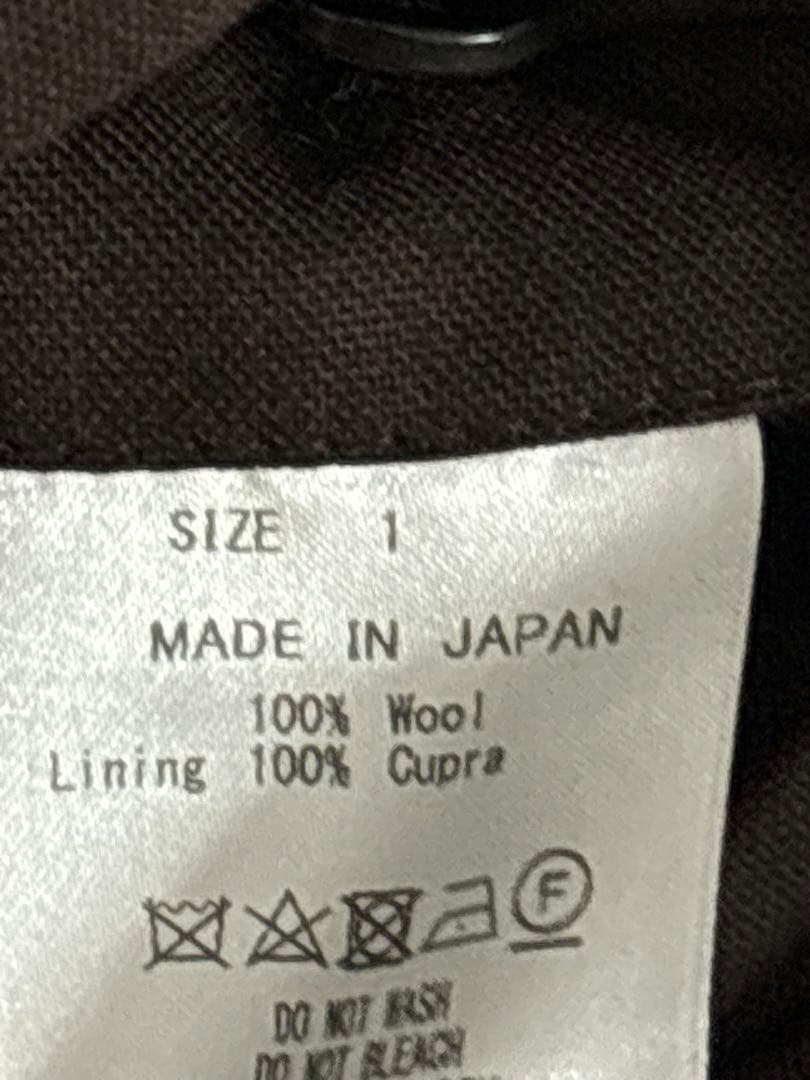 SIZE 1
MADE IN JAPAN
100% Wool
Lining 100% Cupra
F
DO NOT WASH
DO NOT BLEACH